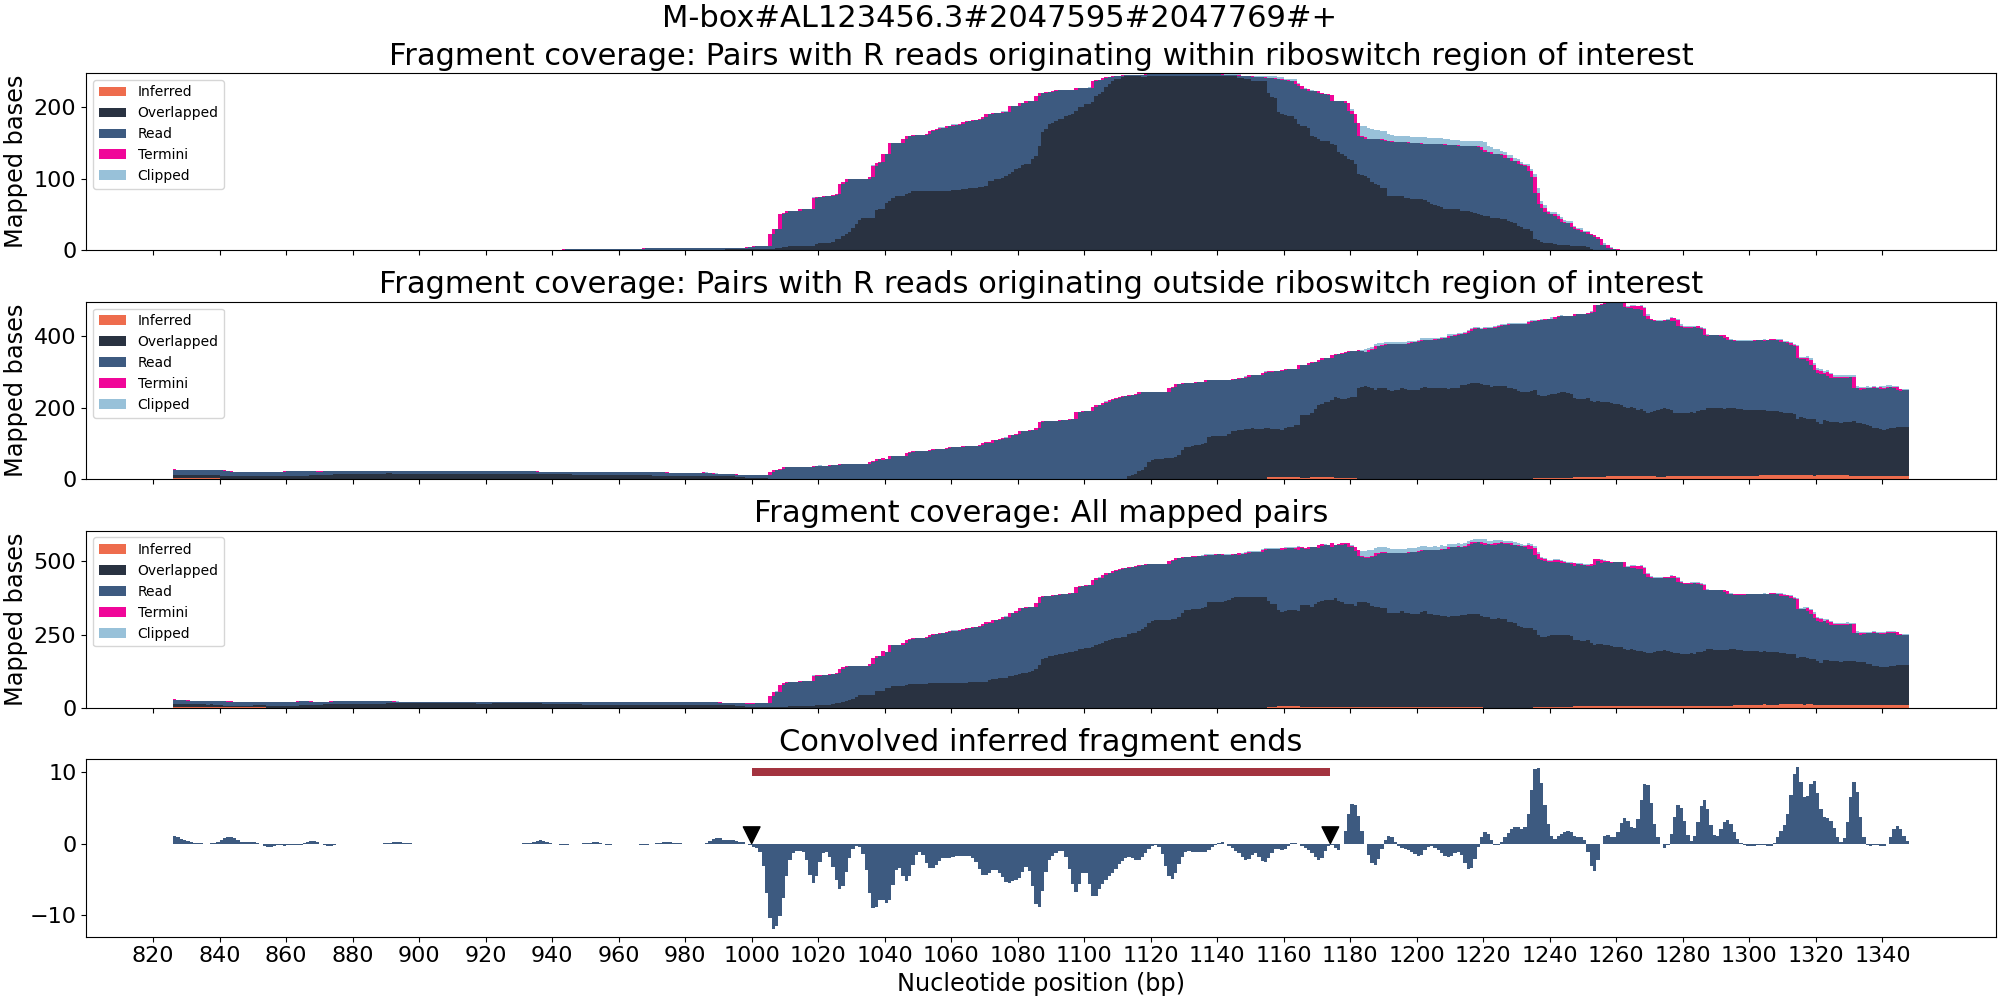 M-box#AL123456.3#2047595#2047769#+
Fragment coverage: Pairs with R reads originating within riboswitch region of interest
Mapped bases
200
100
0
Inferred
Overlapped
Read
Termini
Clipped
Fragment coverage: Pairs with R reads originating outside riboswitch region of interest
Mapped bases
400
200
0
Inferred
Overlapped
Read
Termini
Clipped
Fragment coverage: All mapped pairs
Mapped bases
500
250
0
Inferred
Overlapped
Read
Termini
Clipped
Convolved inferred fragment ends
10
0
−10
820 840 860 880 900 920 940 960 980 1000 1020 1040 1060 1080 1100 1120 1140 1160 1180 1200 1220 1240 1260 1280 1300 1320 1340
Nucleotide position (bp)